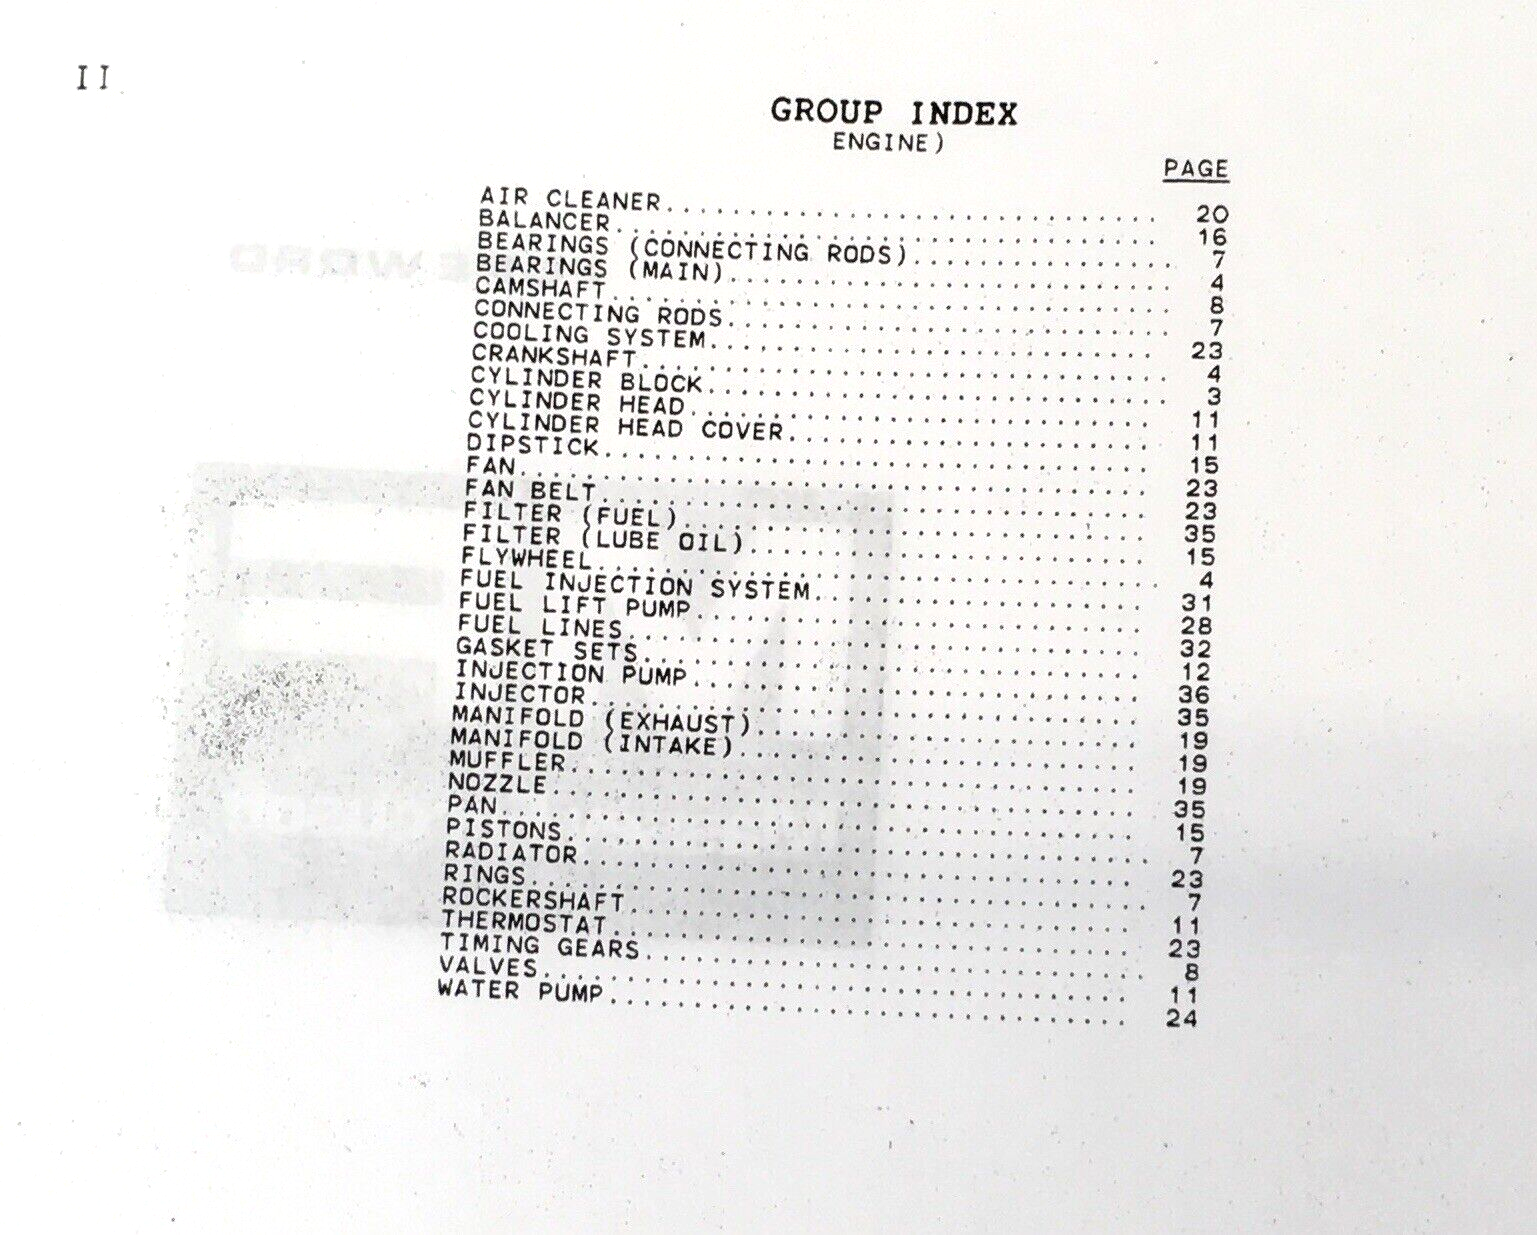 II
GROUP INDEX
ENGINE)
PAGE
AIR CLEANER.............................. 20
BALANCER................................. 16
BEARINGS (CONNECTING RODS)................ 7
BEARINGS (MAIN)........................... 4
CAMSHAFT.................................. 8
CONNECTING RODS........................... 7
COOLING SYSTEM........................... 23
CRANKSHAFT................................ 4
CYLINDER BLOCK............................ 3
CYLINDER HEAD............................ 11
CYLINDER HEAD COVER...................... 11
DIPSTICK................................. 15
FAN...................................... 23
FAN BELT................................. 23
FILTER (FUEL)............................ 35
FILTER (LUBE OIL)........................ 15
FLYWHEEL.................................. 4
FUEL INJECTION SYSTEM.................... 31
FUEL LIFT PUMP........................... 28
FUEL LINES............................... 32
GASKET SETS.............................. 12
INJECTION PUMP........................... 36
INJECTOR................................. 35
MANIFOLD (EXHAUST)....................... 19
MANIFOLD (INTAKE)........................ 19
MUFFLER.................................. 19
NOZZLE................................... 35
PAN...................................... 15
PISTONS................................... 7
RADIATOR................................. 23
RINGS..................................... 7
ROCKERSHAFT.............................. 11
THERMOSTAT............................... 23
TIMING GEARS.............................. 8
VALVES................................... 11
WATER PUMP............................... 24